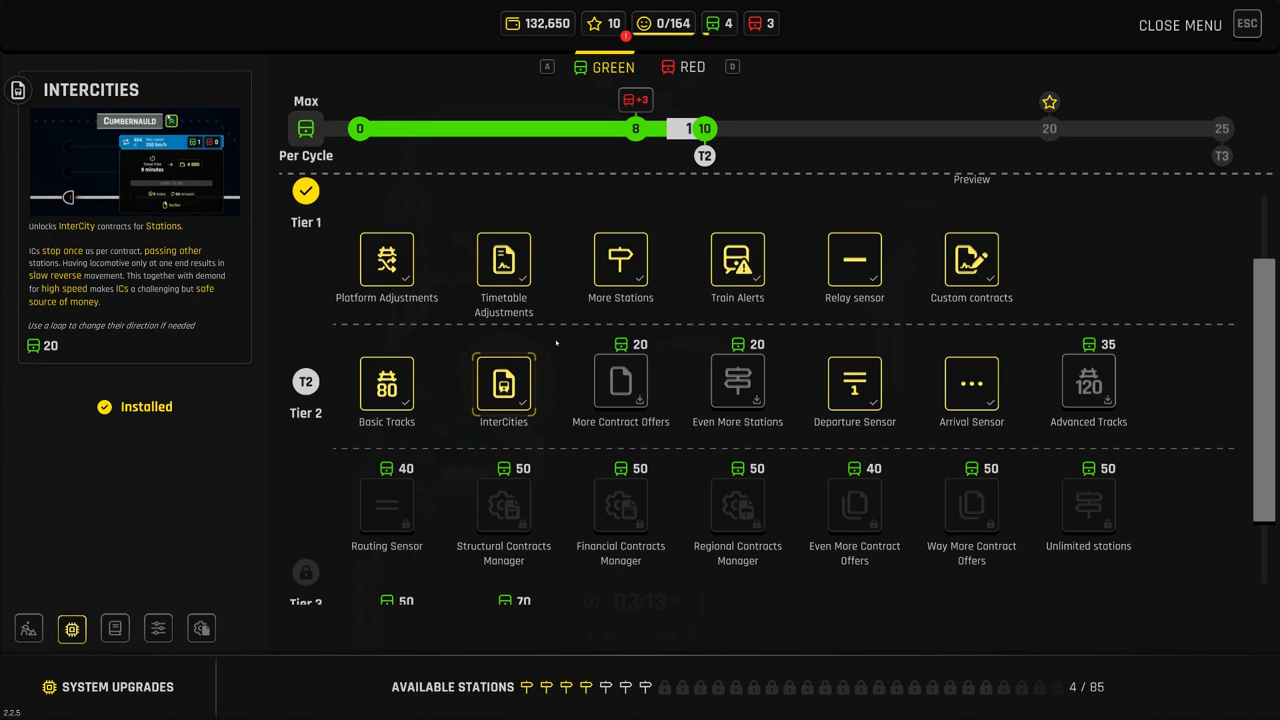 132,650
10
0/164
4
3
!
CLOSE MENU
ESC
A
GREEN
RED
D
INTERCITIES
CUMBERNAULD
Unlocks InterCity contracts for Stations.
ICs stop once as per contract, passing other
stations. Having locomotive only at one end results in
slow reverse movement. This together with demand
for high speed makes ICs a challenging but safe
source of money.
Use a loop to change their direction if needed
20
Installed
Max
Per Cycle
+3
0
8
1
10
20
25
T2
T3
Preview
Tier 1
Platform Adjustments
Timetable
Adjustments
More Stations
Train Alerts
Relay sensor
Custom contracts
T2
Tier 2
80
Basic Tracks
InterCities
20
More Contract Offers
20
Even More Stations
1
Departure Sensor
Arrival Sensor
35
120
Advanced Tracks
40
Routing Sensor
50
Structural Contracts
Manager
50
Financial Contracts
Manager
50
Regional Contracts
Manager
40
Even More Contract
Offers
50
Way More Contract
Offers
50
Unlimited stations
Tier 3
50
70
03:13
SYSTEM UPGRADES
AVAILABLE STATIONS
4 / 85
2.2.5